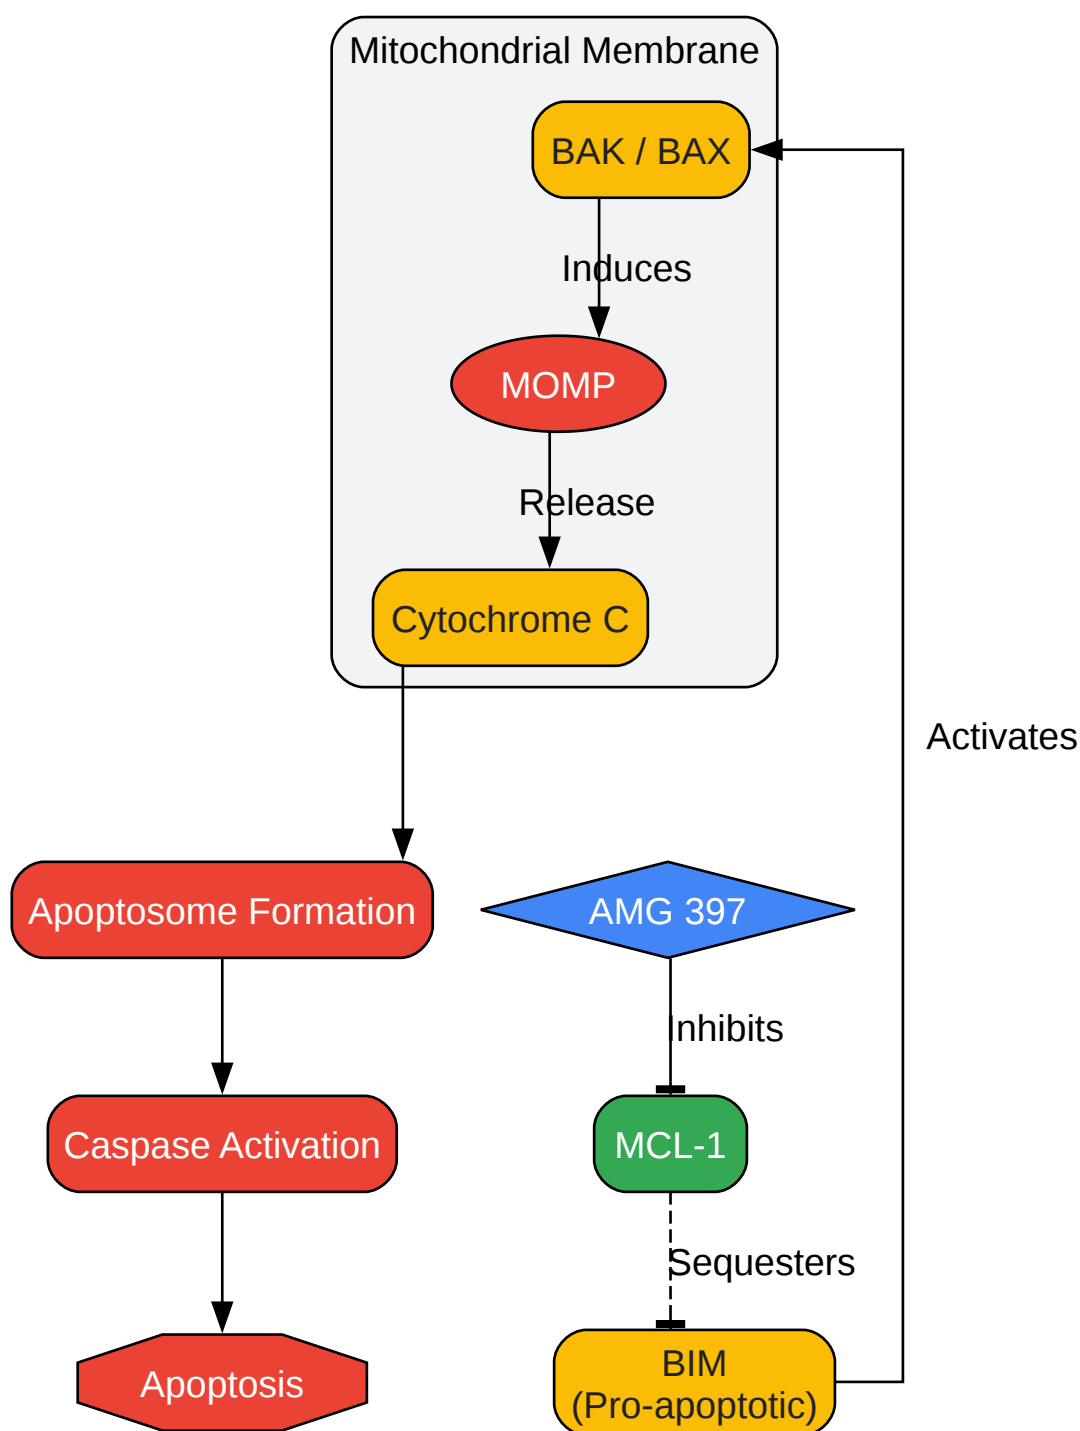 Mitochondrial Membrane
BAK / BAX
Induces
MOMP
Release
Cytochrome C
Activates
Apoptosome Formation
AMG 397
Inhibits
Caspase Activation
MCL-1
Sequesters
Apoptosis
BIM
(Pro-apoptotic)